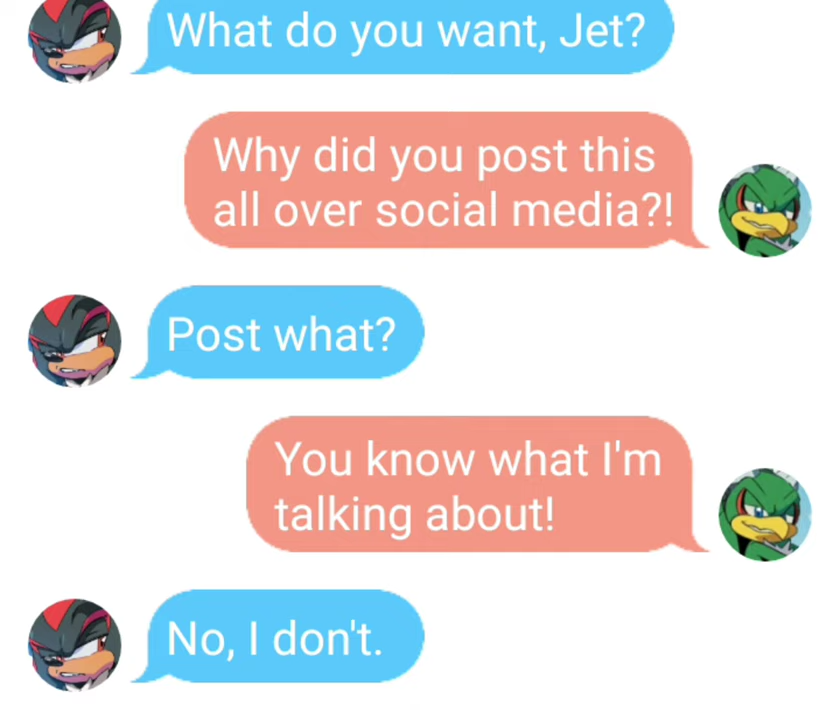 What do you want, Jet?
Why did you post this
all over social media?!
Post what?
You know what I'm
talking about!
No, I don't.